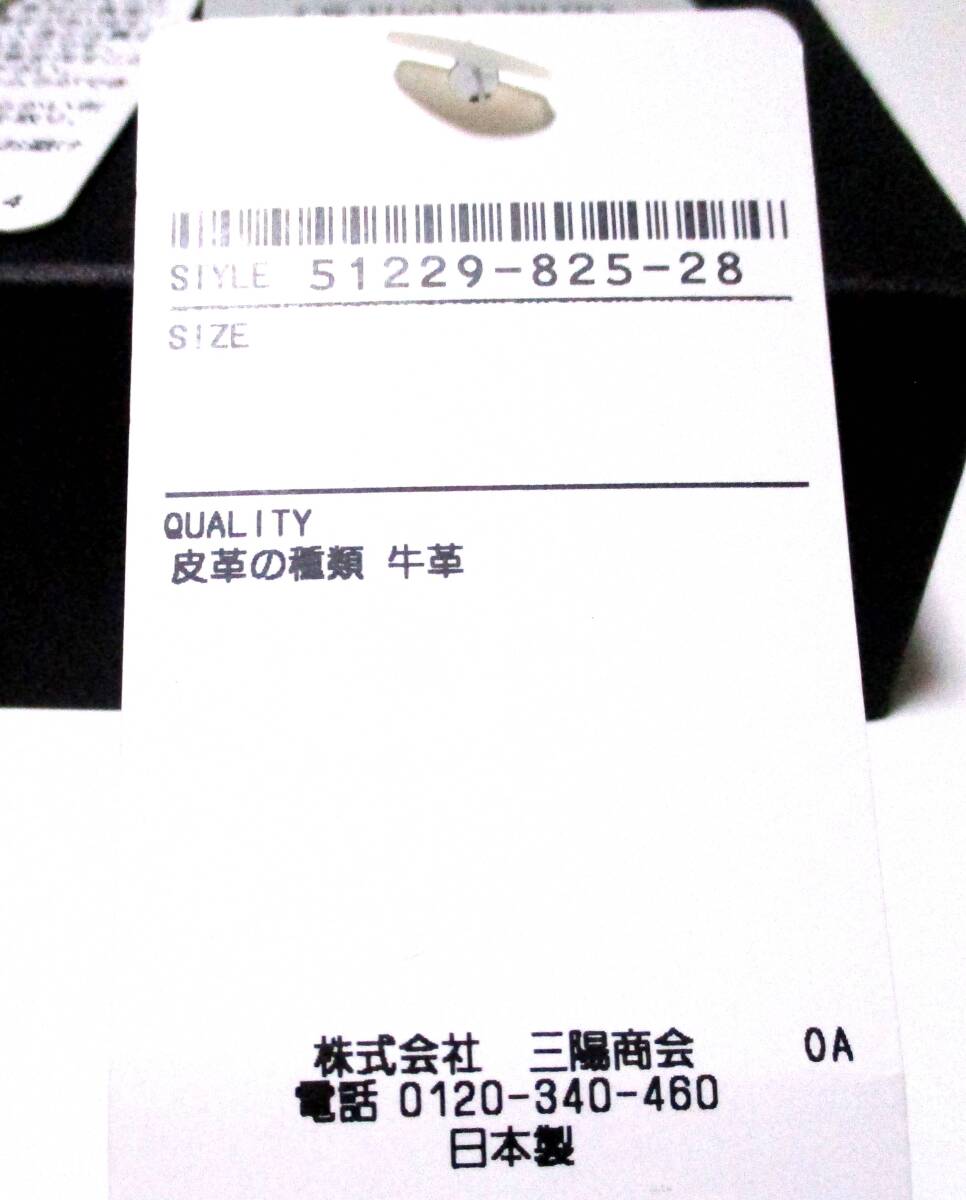 STYLE 51229-825-28
SIZE
QUALITY
皮革の種類 牛革
株式会社 三陽商会 0A
電話 0120-340-460
日本製